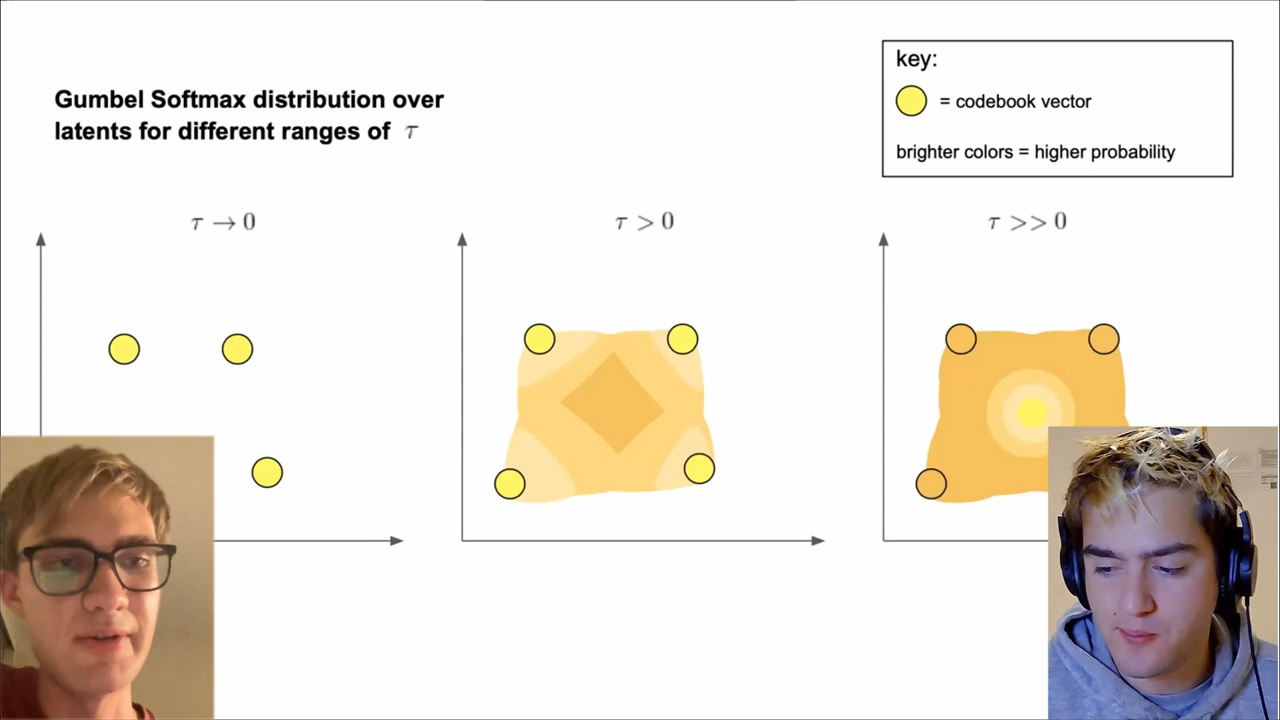 Gumbel Softmax distribution over
latents for different ranges of τ
key:
= codebook vector
brighter colors = higher probability
τ → 0
τ > 0
τ >> 0